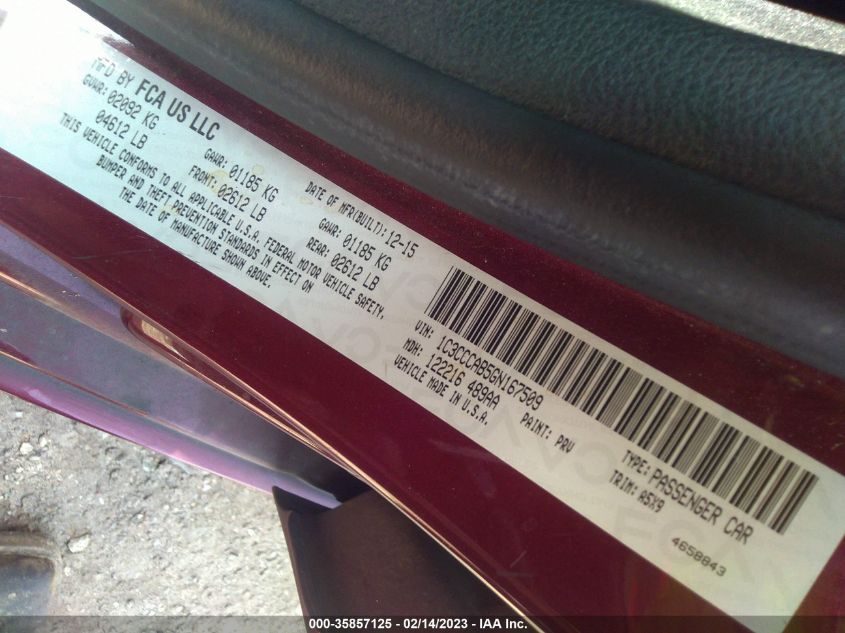 MFD BY FCA US LLC
DATE OF MFR(BUILT): 12-15
GVWR: 02092 KG
04612 LB
GAWR: 01185 KG
FRONT: 02612 LB
GAWR: 01185 KG
REAR: 02612 LB
THIS VEHICLE CONFORMS TO ALL APPLICABLE U.S.A. FEDERAL MOTOR VEHICLE SAFETY,
BUMPER AND THEFT PREVENTION STANDARDS IN EFFECT ON
THE DATE OF MANUFACTURE SHOWN ABOVE.
VIN: 1C3CCCAB5GN167509
TYPE: PASSENGER CAR
MDH: 122216 489AA
PAINT: PRV
TRIM: A5X9
VEHICLE MADE IN U.S.A.
4658843
000-35857125 - 02/14/2023 - IAA Inc.